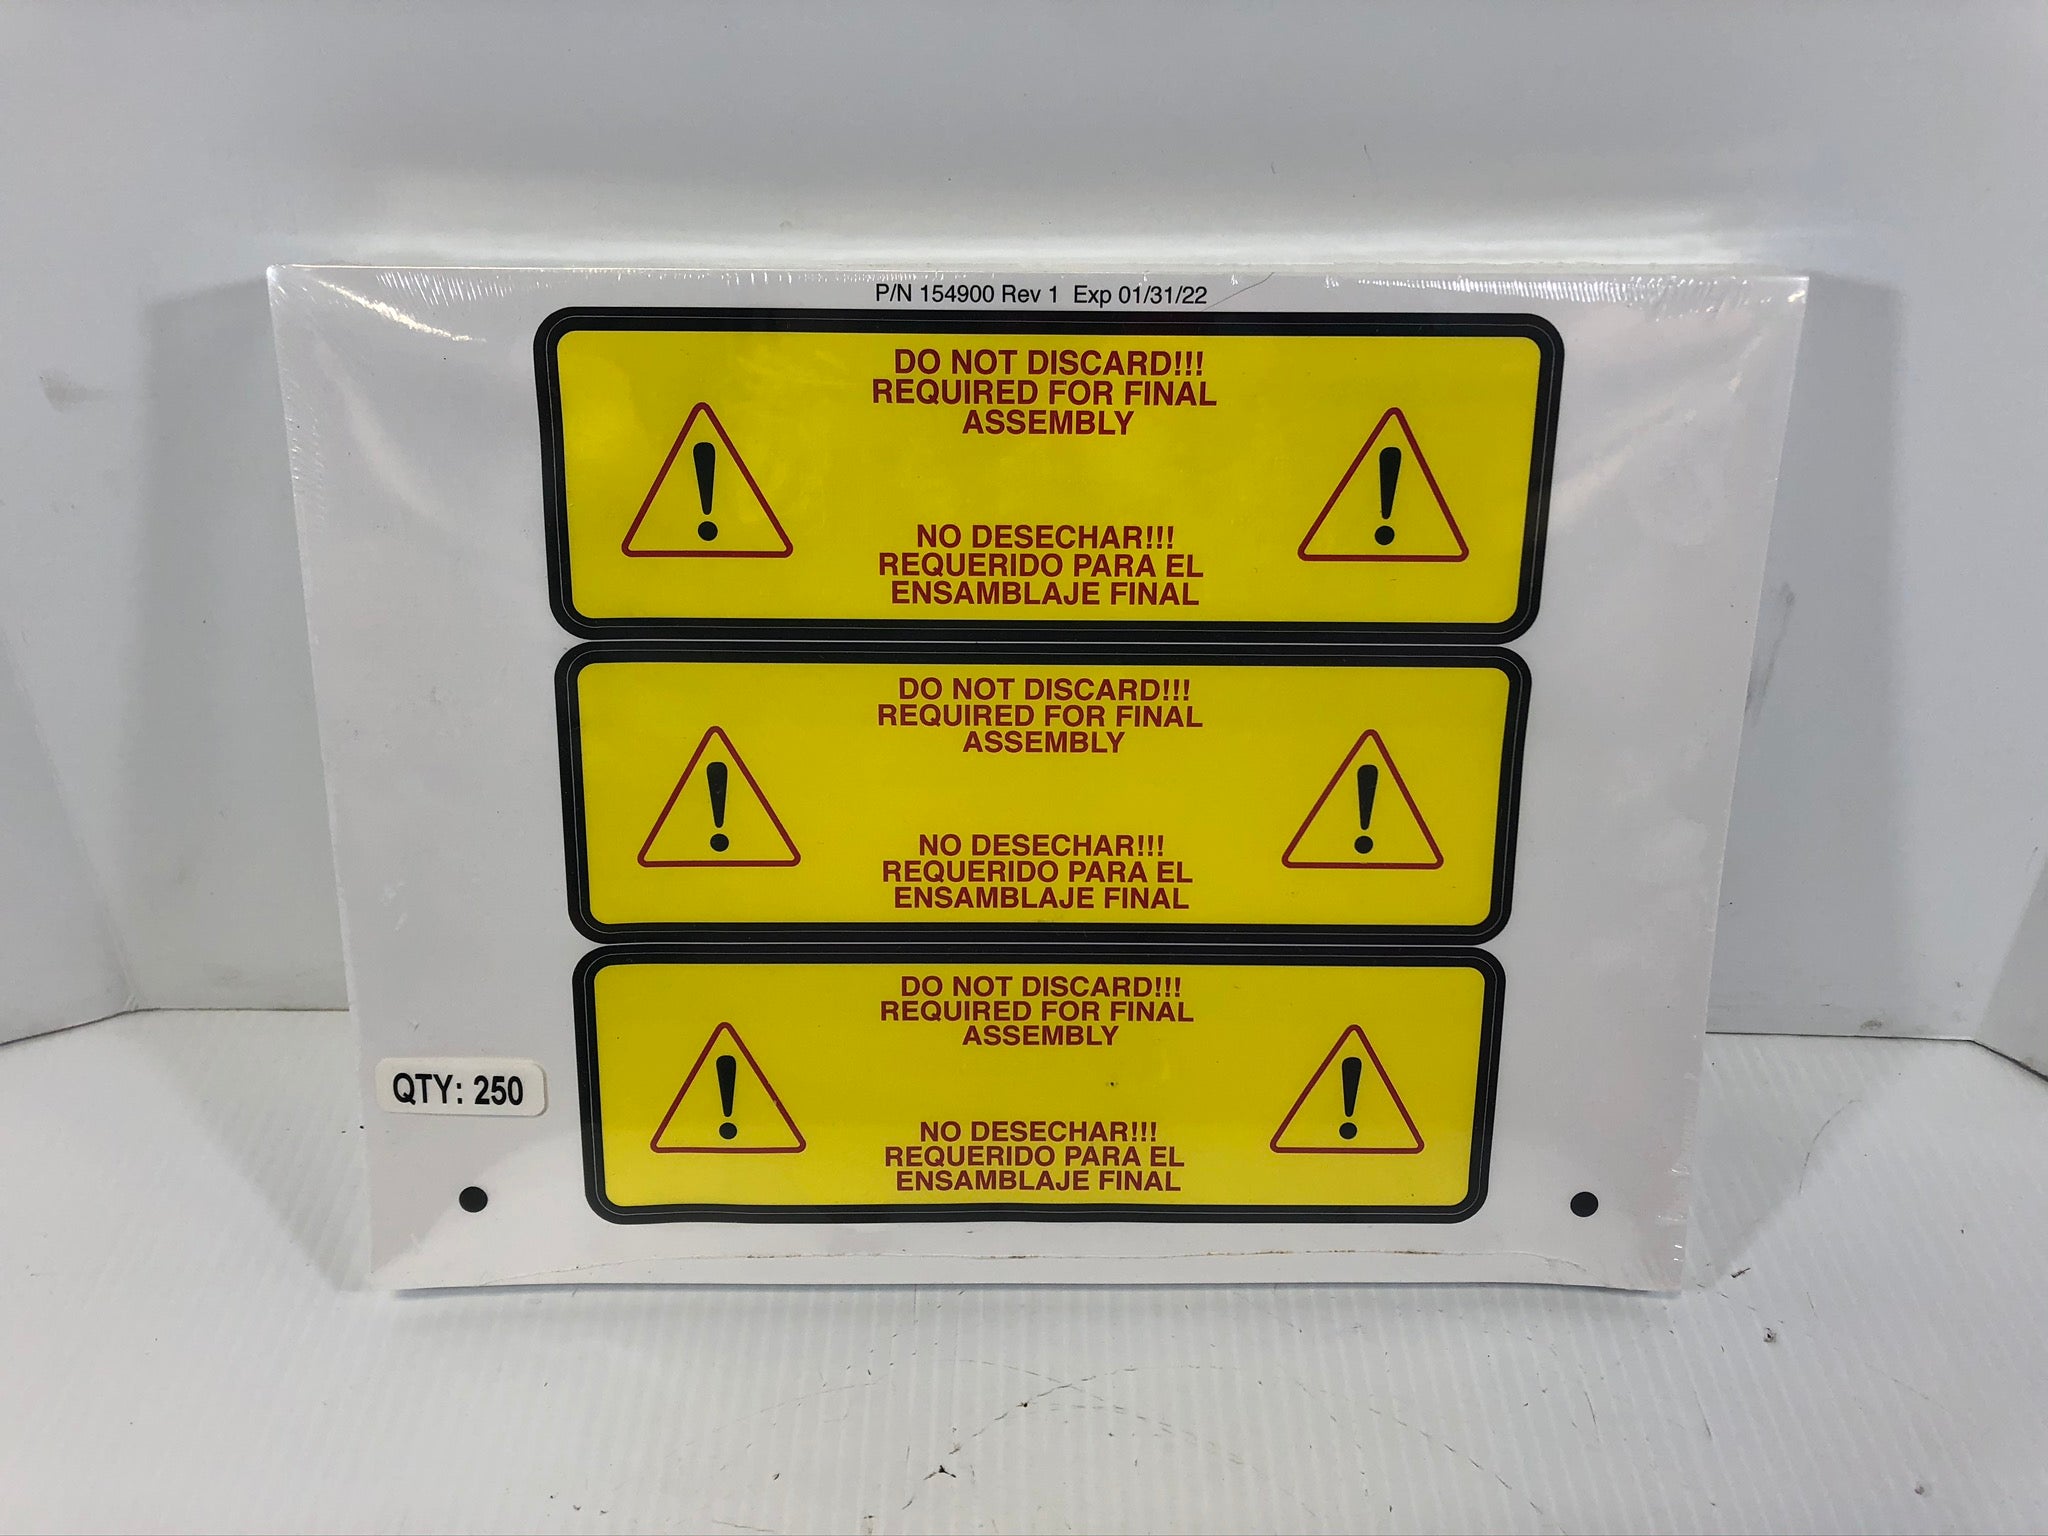 P/N 154900 Rev 1 Exp 01/31/22
DO NOT DISCARD!!!
REQUIRED FOR FINAL
ASSEMBLY
NO DESECHAR!!!
REQUERIDO PARA EL
ENSAMBLAJE FINAL
DO NOT DISCARD!!!
REQUIRED FOR FINAL
ASSEMBLY
NO DESECHAR!!!
REQUERIDO PARA EL
ENSAMBLAJE FINAL
DO NOT DISCARD!!!
REQUIRED FOR FINAL
ASSEMBLY
NO DESECHAR!!!
REQUERIDO PARA EL
ENSAMBLAJE FINAL
QTY: 250